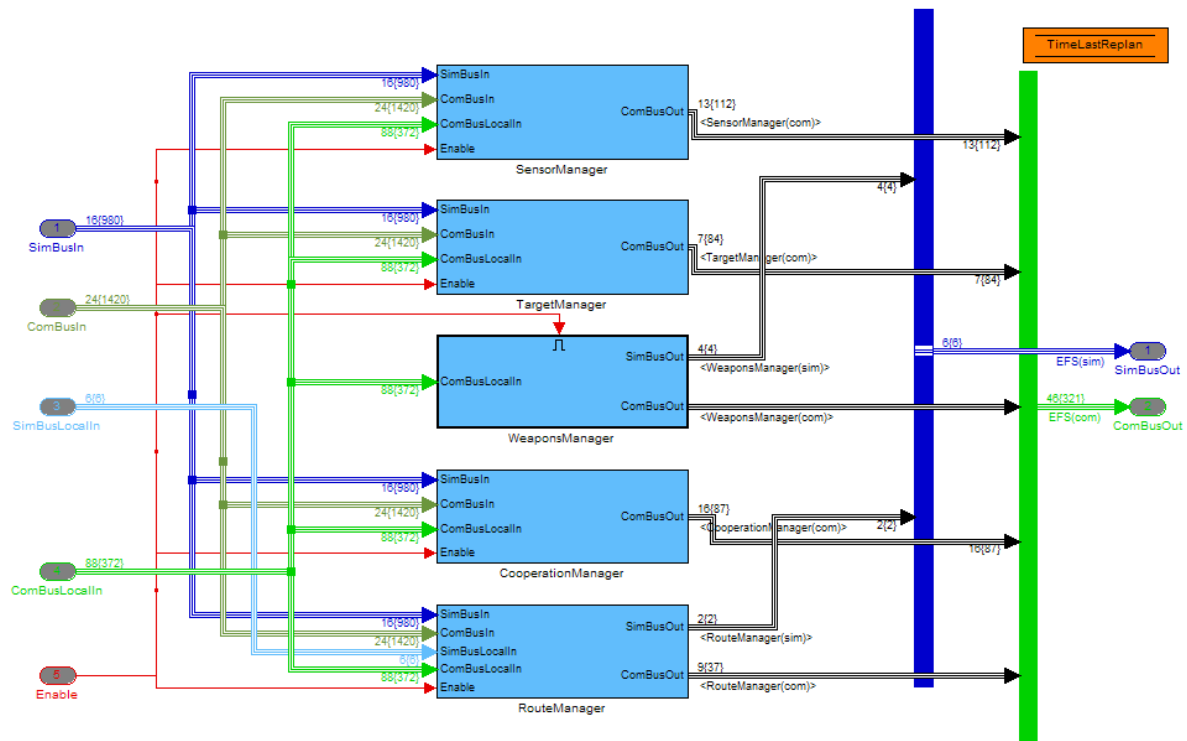 TimeLastReplan
SimBusIn
16{980}
ComBusIn
24{1420}
ComBusLocalIn
88{372}
Enable
ComBusOut
13{112}
<SensorManager(com)>
13{112}
SensorManager
4{4}
SimBusIn
16{980}
ComBusIn
24{1420}
ComBusLocalIn
88{372}
Enable
ComBusOut
7{84}
<TargetManager(com)>
7{84}
TargetManager
1
16{980}
SimBusIn
24{1420}
ComBusIn
ComBusLocalIn
88{372}
SimBusOut
4{4}
<WeaponsManager(sim)>
ComBusOut
<WeaponsManager(com)>
WeaponsManager
6{6}
EFS(sim)
1
SimBusOut
46{321}
EFS(com)
ComBusOut
3
6{6}
SimBusLocalIn
SimBusIn
16{980}
ComBusIn
24{1420}
ComBusLocalIn
88{372}
Enable
ComBusOut
16{87}
<CooperationManager(com)>
2{2}
16{87}
CooperationManager
88{372}
ComBusLocalIn
SimBusIn
16{980}
ComBusIn
24{1420}
SimBusLocalIn
6{6}
ComBusLocalIn
88{372}
Enable
SimBusOut
2{2}
<RouteManager(sim)>
ComBusOut
9{37}
<RouteManager(com)>
RouteManager
5
Enable